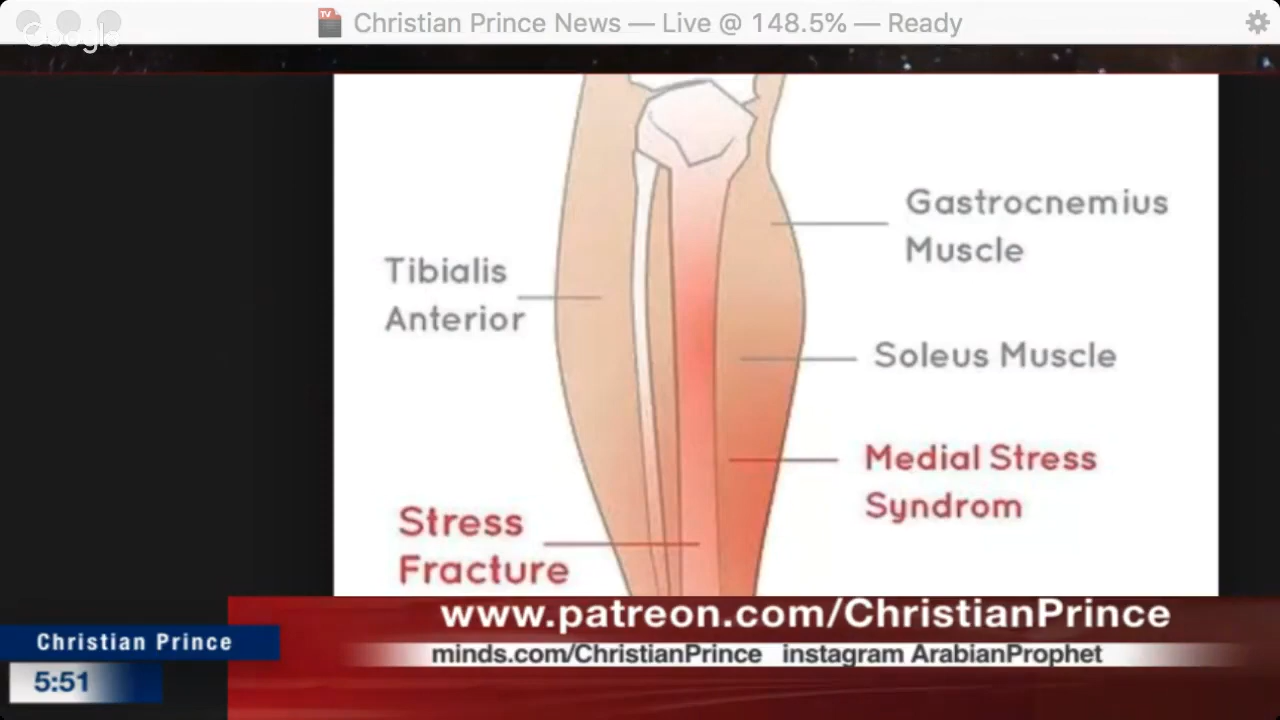 Christian Prince News — Live @ 148.5% — Ready
Google
Gastrocnemius
Muscle
Tibialis
Anterior
Soleus Muscle
Medial Stress
Syndrom
Stress
Fracture
www.patreon.com/ChristianPrince
Christian Prince
minds.com/ChristianPrince instagram ArabianProphet
5:51